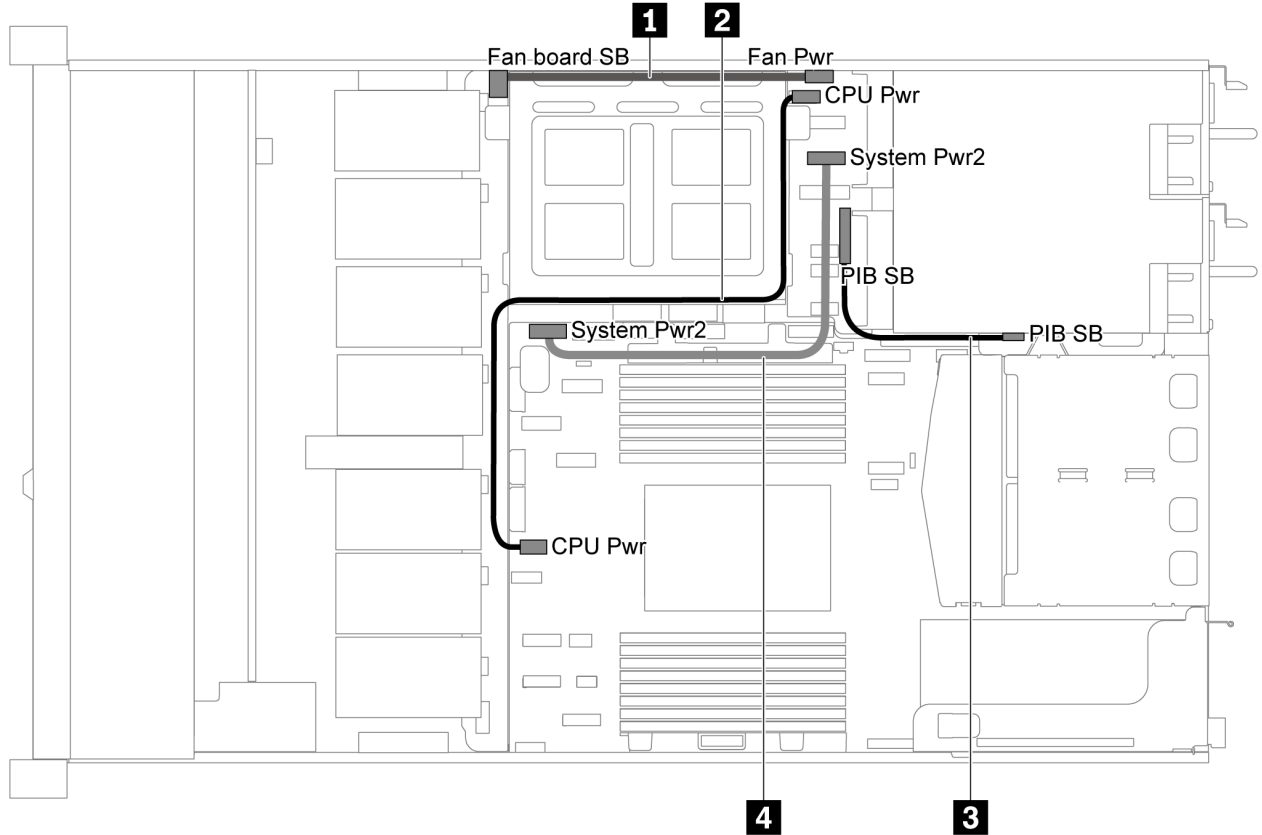 1 2
Fan board SB Fan Pwr
CPU Pwr
System Pwr2
PIB SB
System Pwr2 PIB SB
CPU Pwr
4 3